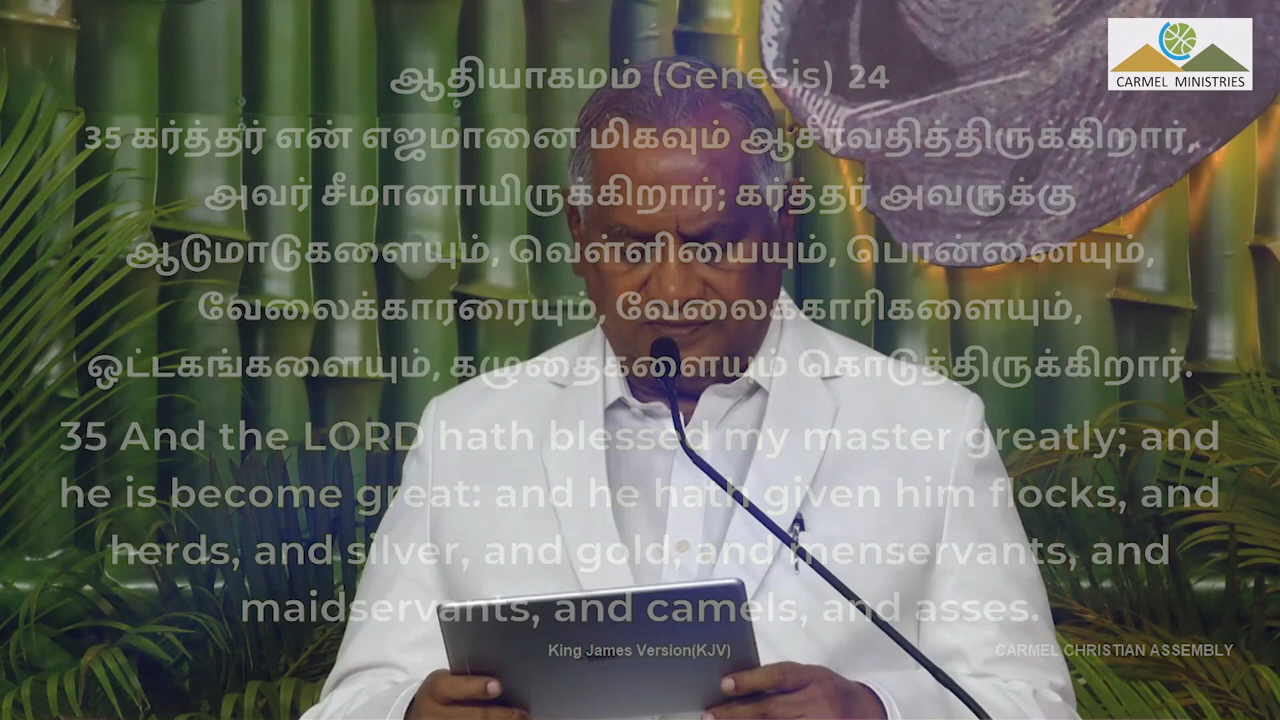 CARMEL MINISTRIES
ஆதியாகமம் (Genesis) 24
35 கர்த்தர் என் எஜமானை மிகவும் ஆசீர்வதித்திருக்கிறார்,
அவர் சீமானாயிருக்கிறார்; கர்த்தர் அவருக்கு
ஆடுமாடுகளையும், வெள்ளியையும், பொன்னையும்,
வேலைக்காரரையும், வேலைக்காரிகளையும்,
ஒட்டகங்களையும், கழுதைகளையும் கொடுத்திருக்கிறார்.
35 And the LORD hath blessed my master greatly; and
he is become great: and he hath given him flocks, and
herds, and silver, and gold, and menservants, and
maidservants, and camels, and asses.
King James Version(KJV)
CARMEL CHRISTIAN ASSEMBLY